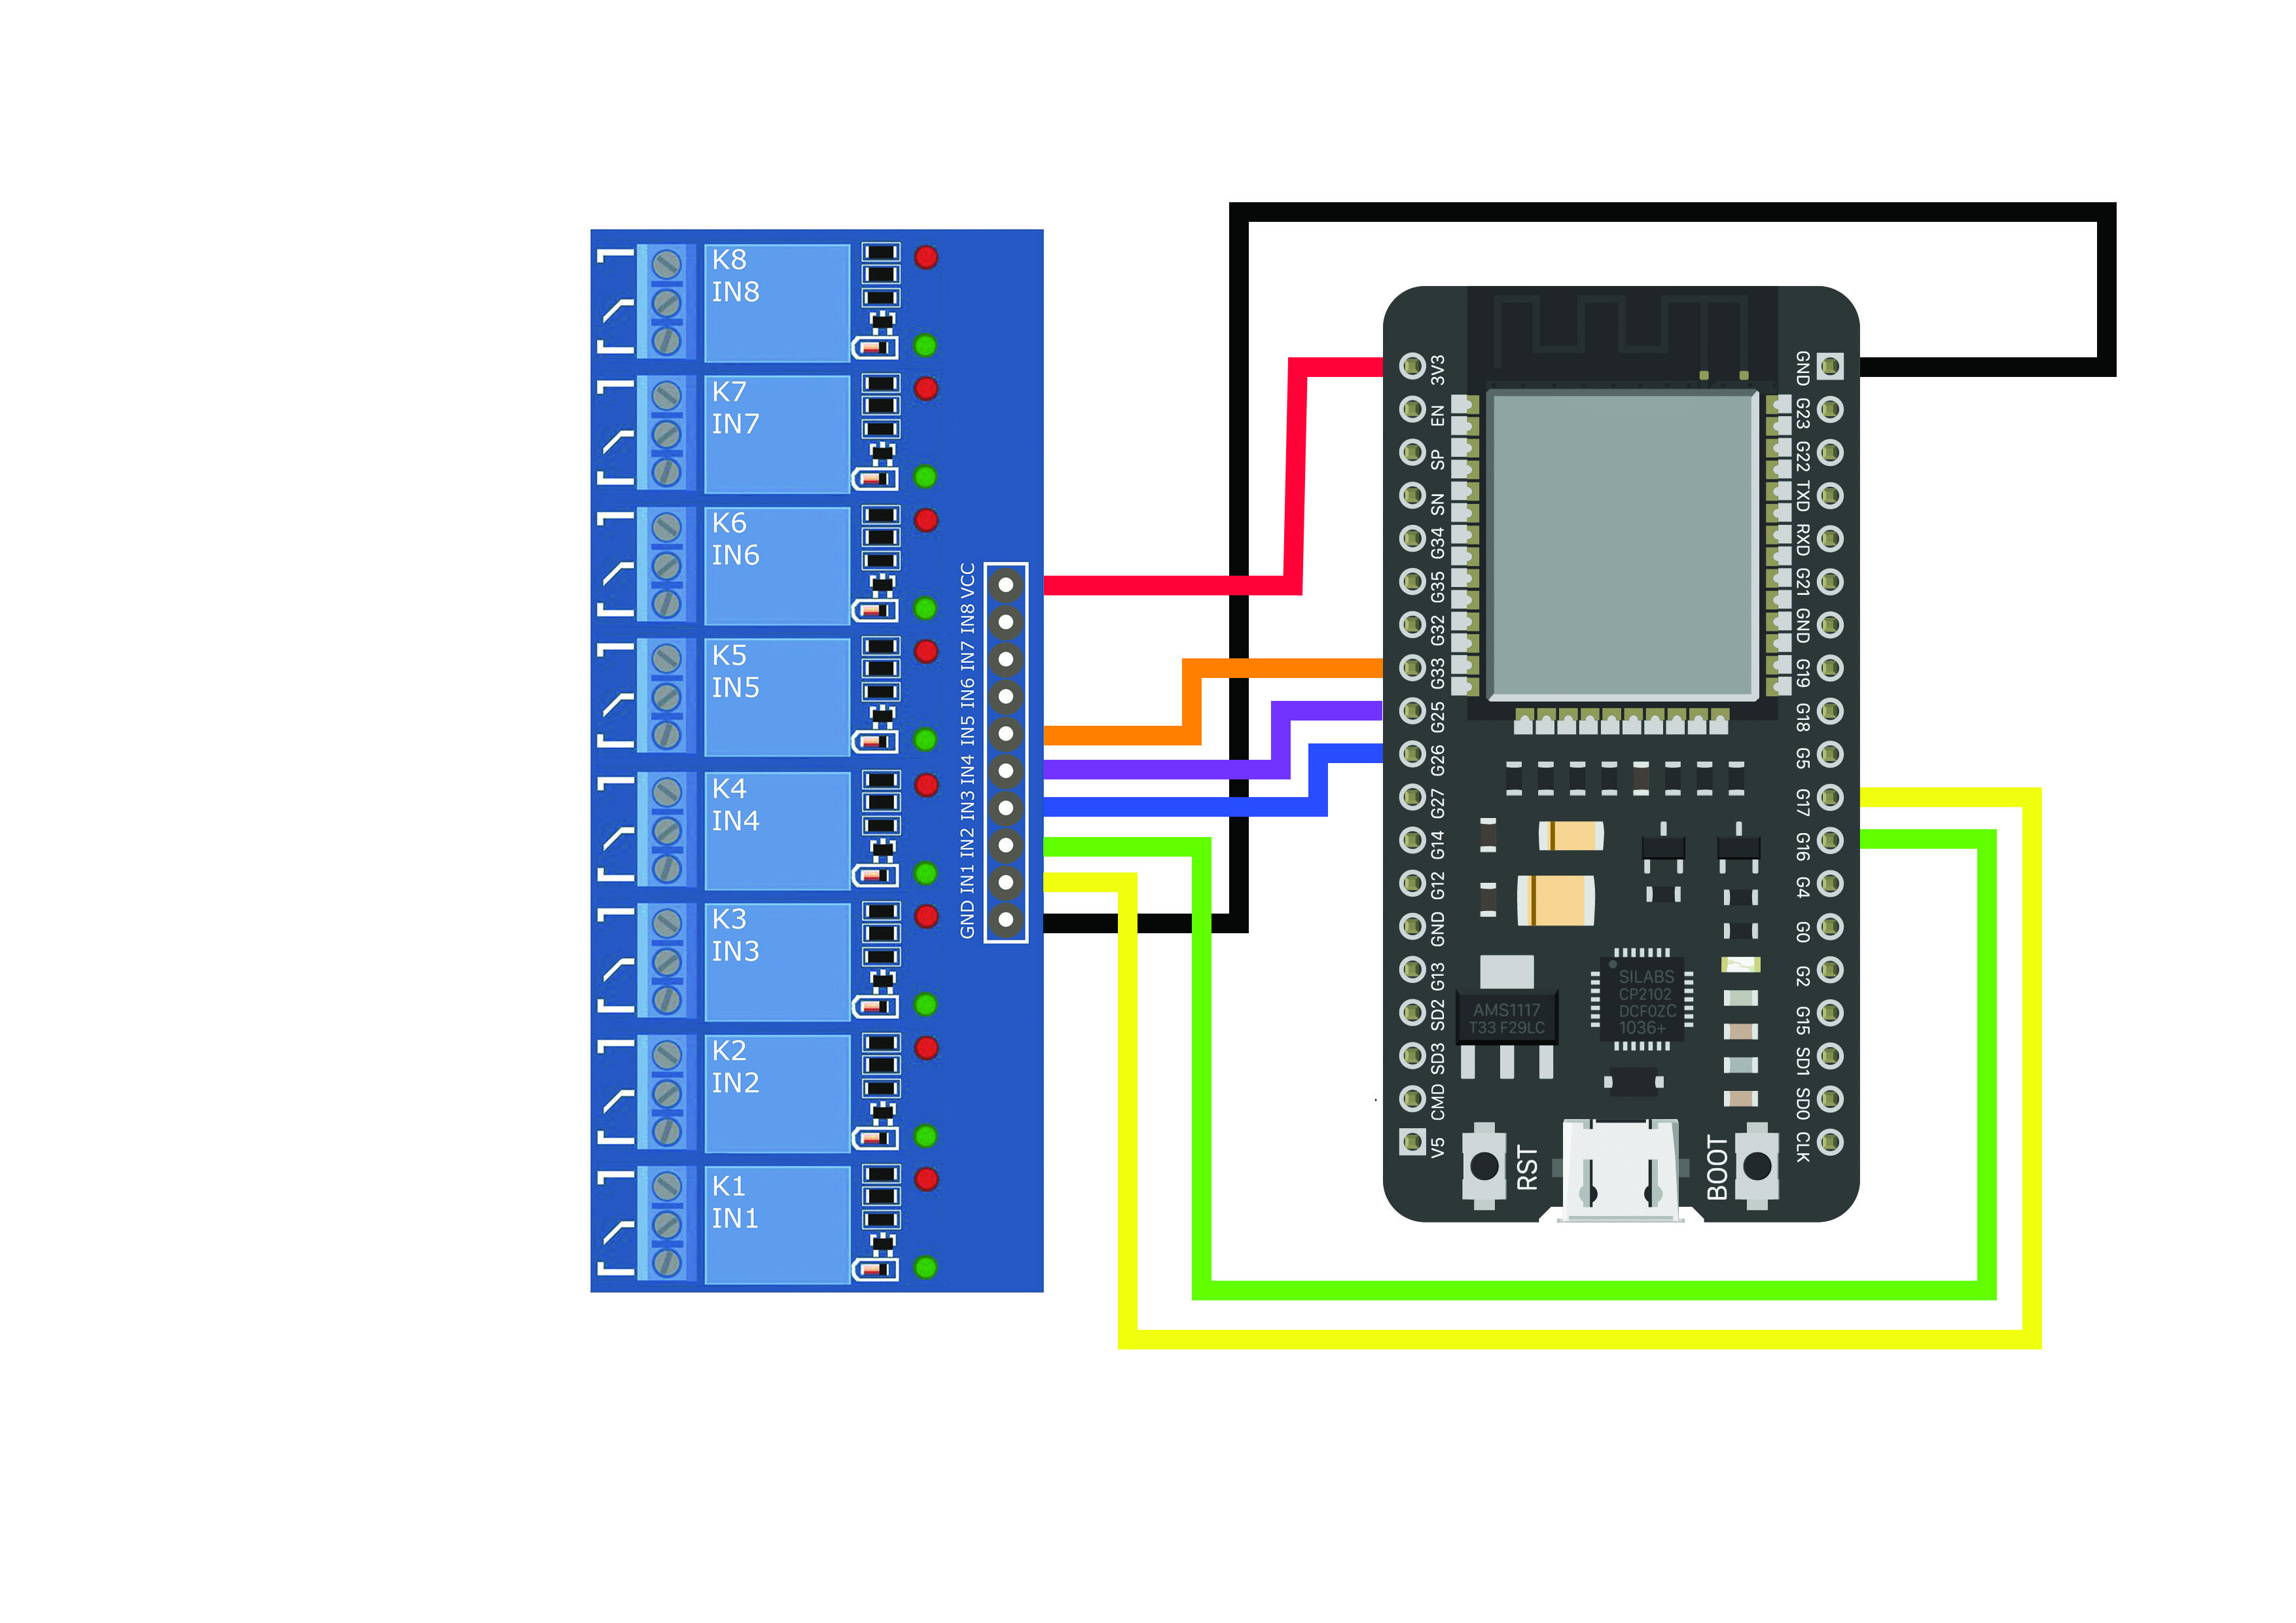 K8
IN8
K7
IN7
K6
IN6
K5
IN5
K4
IN4
K3
IN3
K2
IN2
K1
IN1
GND IN1 IN2 IN3 IN4 IN5 IN6 IN7 IN8 VCC
3V3
EN
SP
SN
G34
G35
G32
G33
G25
G26
G27
G14
G12
GND
G13
SD2
SD3
CMD
V5
GND
G23
G22
TXD
RXD
G21
GND
G19
G18
G5
G17
G16
G4
G0
G2
G15
SD1
SD0
CLK
AMS1117
T33 F29LC
SILABS
CP2102
DCF0ZC
1036+
RST
BOOT